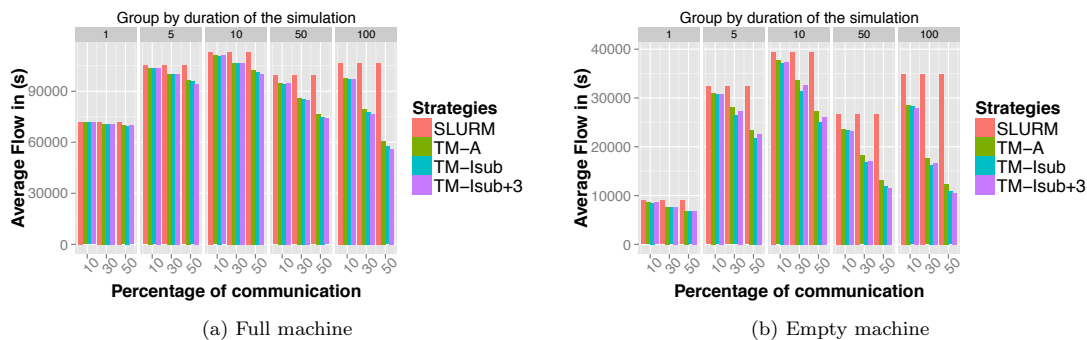 Group by duration of the simulation
1 5 10 50 100
Average Flow in (s)
90000
60000
30000
0
10 30 50 10 30 50 10 30 50 10 30 50 10 30 50
Percentage of communication
Strategies
SLURM
TM−A
TM−Isub
TM−Isub+3
(a) Full machine
Group by duration of the simulation
1 5 10 50 100
Average Flow in (s)
40000
30000
20000
10000
0
10 30 50 10 30 50 10 30 50 10 30 50 10 30 50
Percentage of communication
Strategies
SLURM
TM−A
TM−Isub
TM−Isub+3
(b) Empty machine